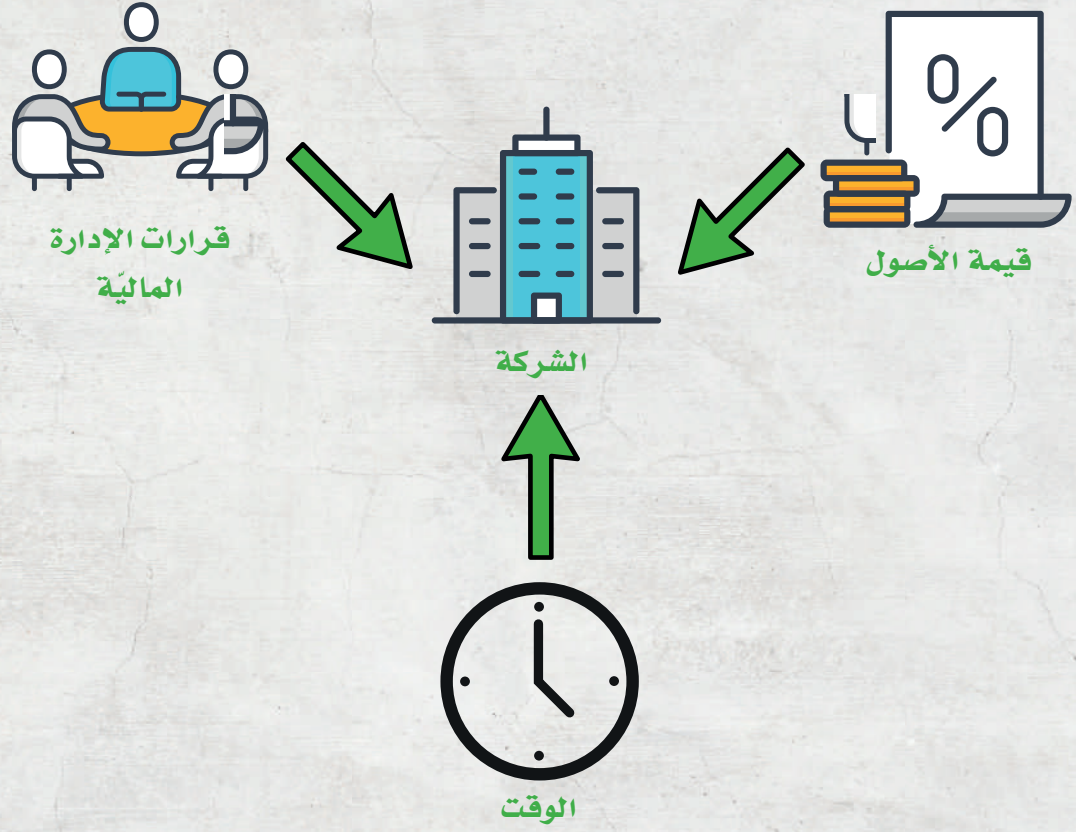 %
قيمة الأصول
قرارات الإدارة
الماليّة
الشركة
الوقت